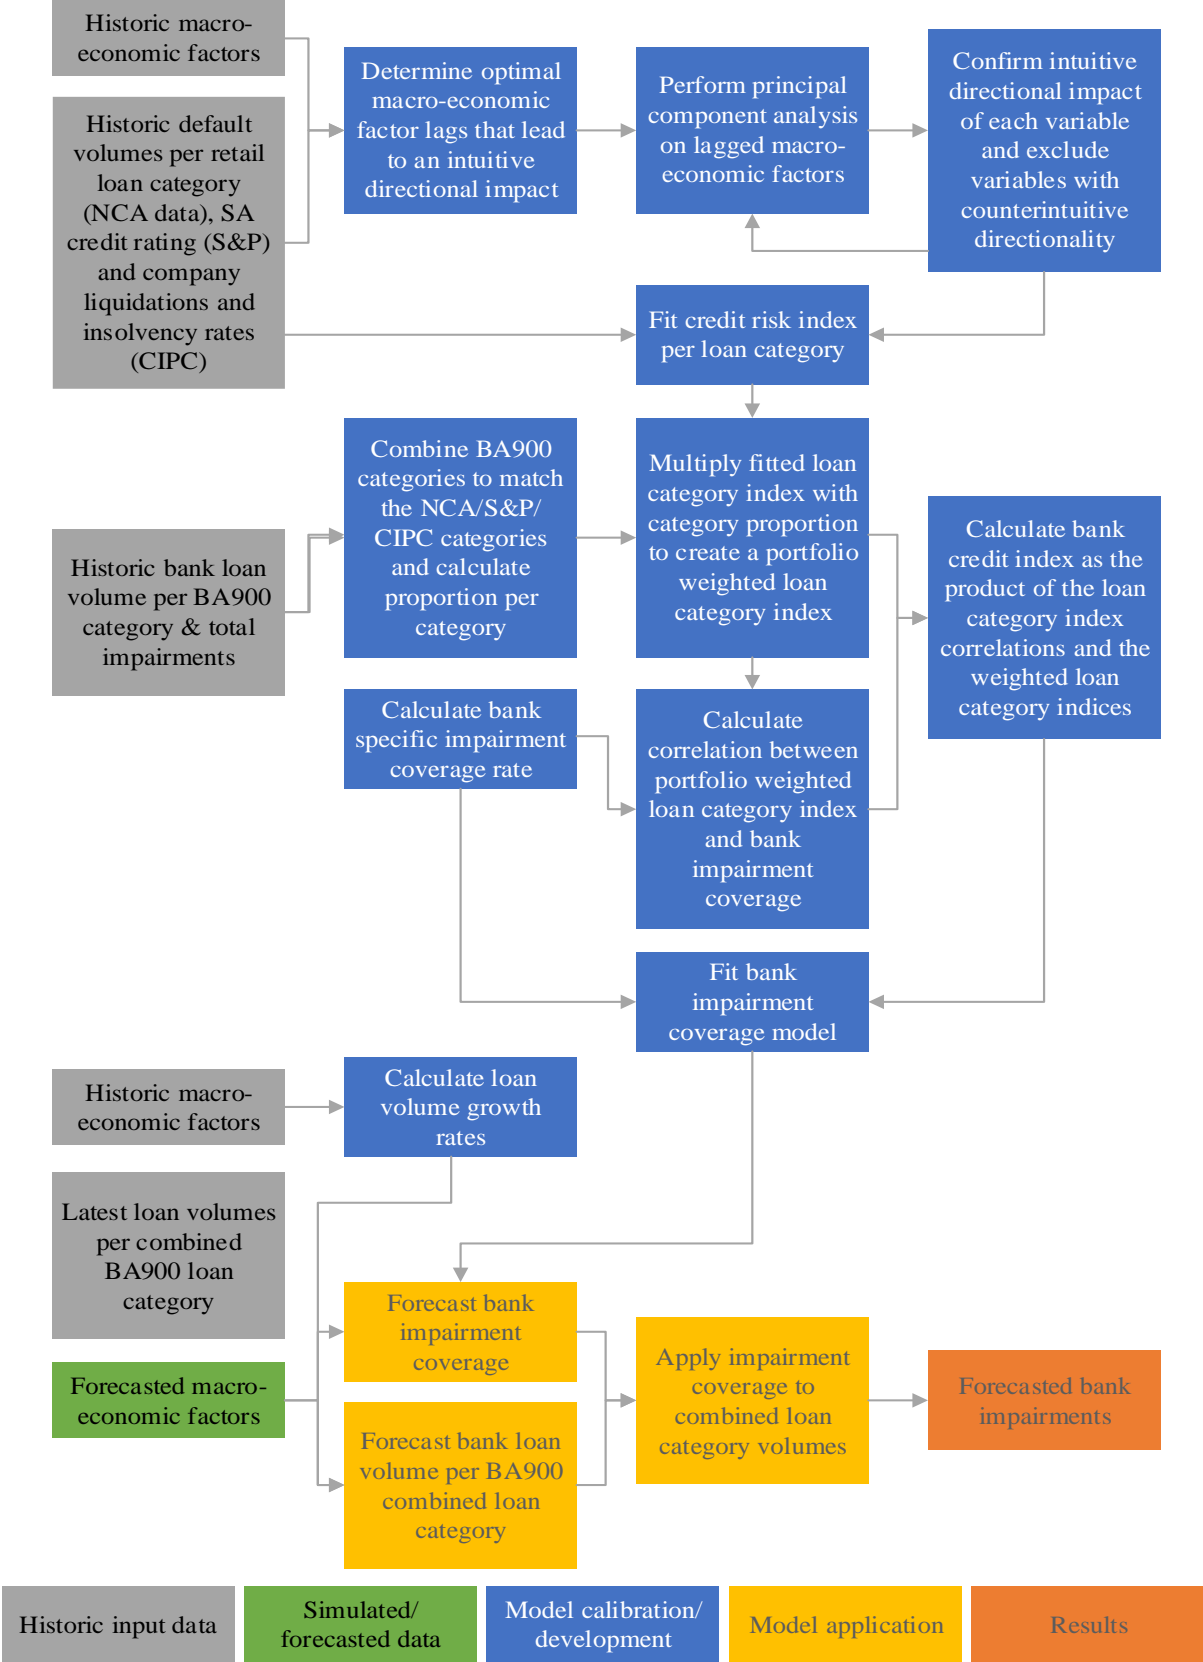 Historic macro-
economic factors
Historic default
volumes per retail
loan category
(NCA data), SA
credit rating (S&P)
and company
liquidations and
insolvency rates
(CIPC)
Determine optimal
macro-economic
factor lags that lead
to an intuitive
directional impact
Perform principal
component analysis
on lagged macro-
economic factors
Confirm intuitive
directional impact
of each variable
and exclude
variables with
counterintuitive
directionality
Fit credit risk index
per loan category
Historic bank loan
volume per BA900
category & total
impairments
Combine BA900
categories to match
the NCA/S&P/
CIPC categories
and calculate
proportion per
category
Multiply fitted loan
category index with
category proportion
to create a portfolio
weighted loan
category index
Calculate bank
credit index as the
product of the loan
category index
correlations and the
weighted loan
category indices
Calculate bank
specific impairment
coverage rate
Calculate
correlation between
portfolio weighted
loan category index
and bank
impairment
coverage
Fit bank
impairment
coverage model
Historic macro-
economic factors
Calculate loan
volume growth
rates
Latest loan volumes
per combined
BA900 loan
category
Forecasted macro-
economic factors
Forecast bank
impairment
coverage
Forecast bank loan
volume per BA900
combined loan
category
Apply impairment
coverage to
combined loan
category volumes
Forecasted bank
impairments
Historic input data
Simulated/
forecasted data
Model calibration/
development
Model application
Results